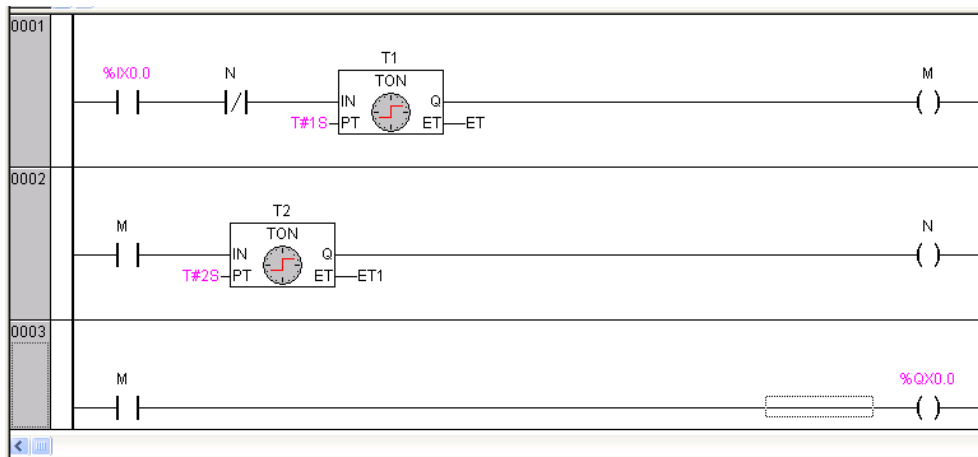 0001
%IX0.0 N T1 M
TON
IN Q
T#1S PT ET ET
0002
M T2 N
TON
IN Q
T#2S PT ET ET1
0003
M %QX0.0